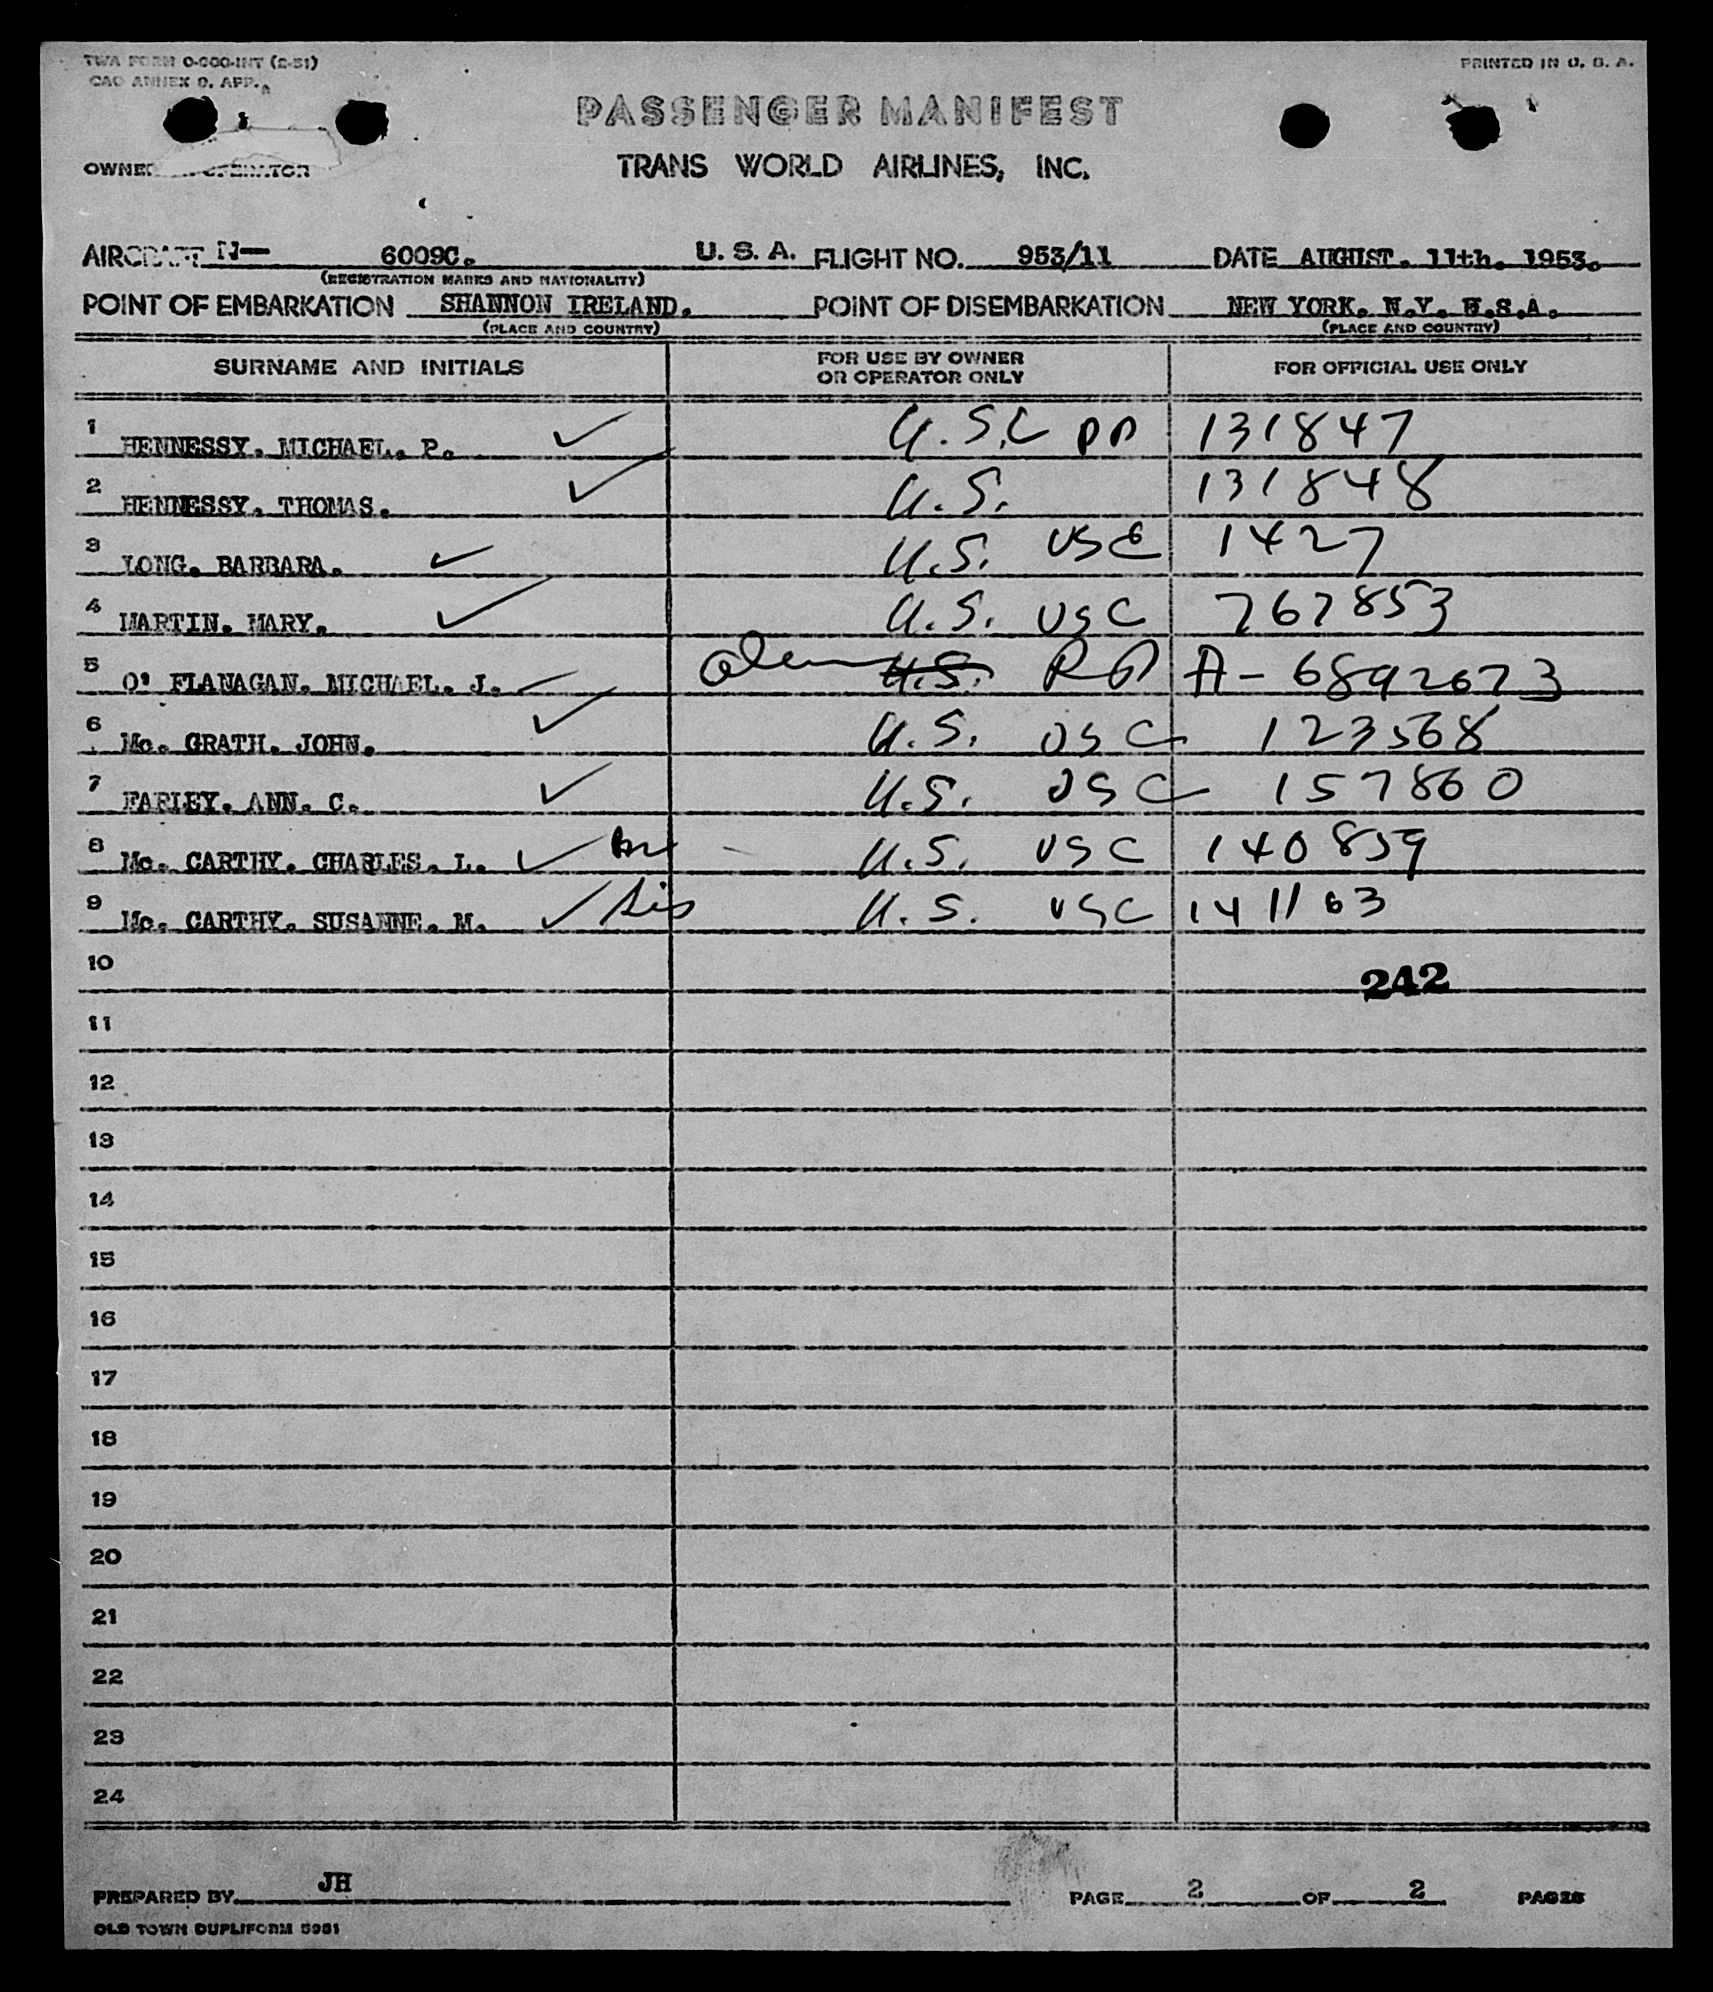 TWA FORM O-300-INT (2-51)
PRINTED IN U. S. A.
CAO ANNEX 9, APP.
PASSENGER MANIFEST
OWNER OR OPERATOR
TRANS WORLD AIRLINES, INC.
AIRCRAFT N- 6009C. U. S. A. FLIGHT NO. 953/11 DATE AUGUST. 11th. 1953.
(REGISTRATION MARKS AND NATIONALITY)
POINT OF EMBARKATION SHANNON IRELAND. POINT OF DISEMBARKATION NEW YORK. N.Y. U.S.A.
(PLACE AND COUNTRY) (PLACE AND COUNTRY)
SURNAME AND INITIALS FOR USE BY OWNER OR OPERATOR ONLY FOR OFFICIAL USE ONLY
1 HENNESSY. MICHAEL. P. ✓ U.S.C PP 131847
2 HENNESSY. THOMAS. ✓ U.S. 131848
3 LONG. BARBARA. ✓ U.S. USC 1427
4 MARTIN. MARY. ✓ U.S. USC 767853
5 O' FLANAGAN. MICHAEL. J. ✓ U.S. RP A-6892673
6 Mc. GRATH. JOHN. ✓ U.S. USC 123568
7 FARLEY. ANN. C. ✓ U.S. USC 157860
8 Mc. CARTHY. CHARLES. L. ✓ U.S. USC 140859
9 Mc. CARTHY. SUSANNE. M. ✓ Sis U.S. USC 141163
10 242
11
12
13
14
15
16
17
18
19
20
21
22
23
24
PREPARED BY JH PAGE 2 OF 2 PAGES
OLD TOWN DUPLIFORM 5951